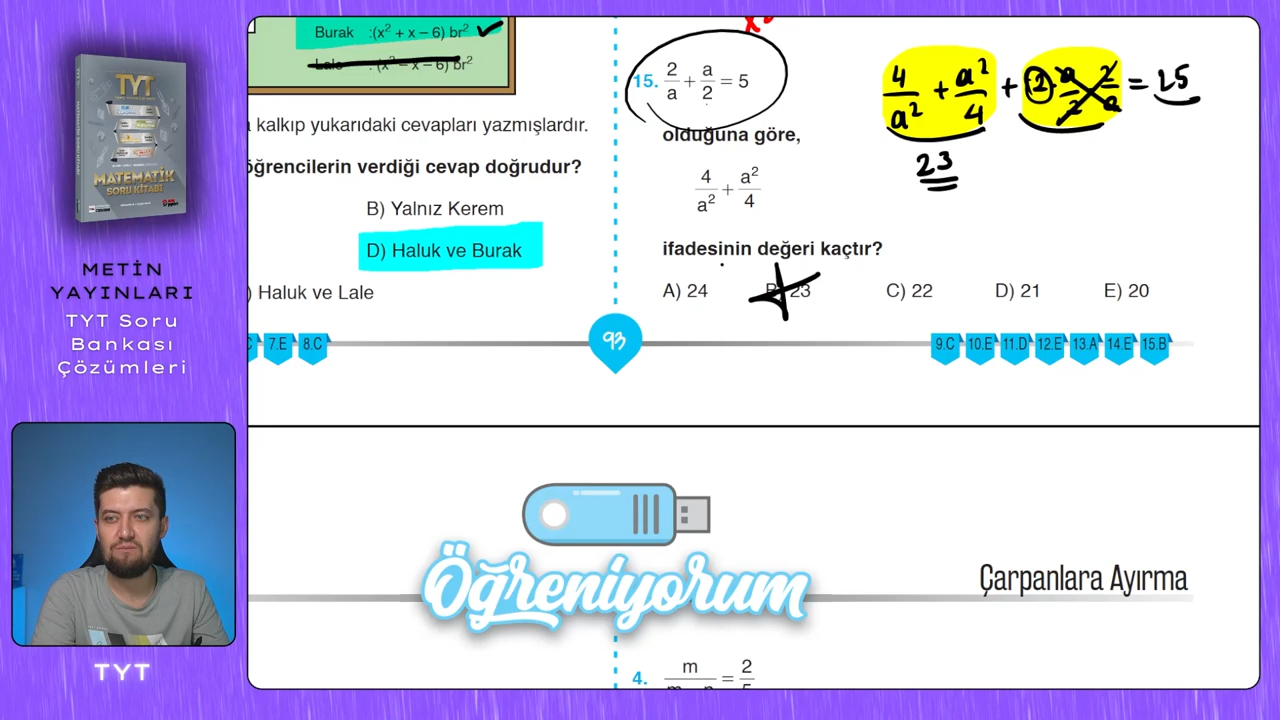 TYT
MATEMATİK
SORU KİTABI
METİN
YAYINLARI
TYT Soru
Bankası
Çözümleri
TYT
Burak :(x² + x – 6) br²
Lale : (x² – x – 6) br²
a kalkıp yukarıdaki cevapları yazmışlardır.
öğrencilerin verdiği cevap doğrudur?
B) Yalnız Kerem
D) Haluk ve Burak
) Haluk ve Lale
7.E 8.C
93
15. 2/a + a/2 = 5
olduğuna göre,
4/a² + a²/4
ifadesinin değeri kaçtır?
A) 24 B) 23 C) 22 D) 21 E) 20
4/a² + a²/4 + 2 · a/2 · 2/a = 25
23
9.C 10.E 11.D 12.E 13.A 14.E 15.B
Öğreniyorum
Çarpanlara Ayırma
4. m = 2